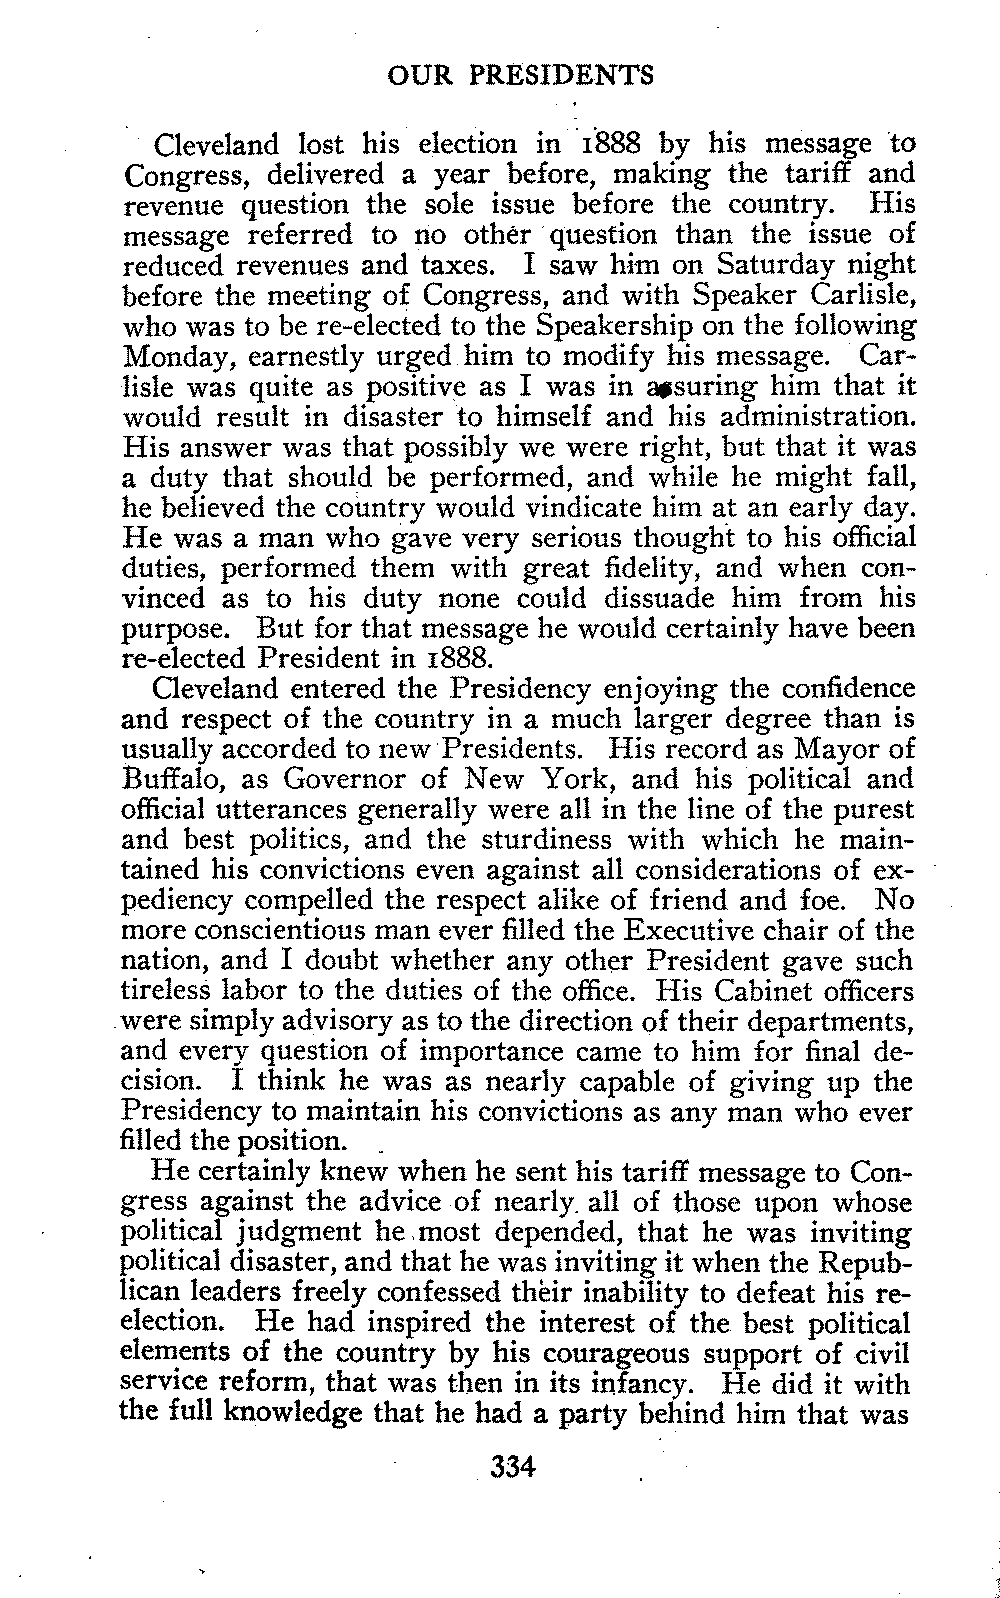 OUR PRESIDENTS
Cleveland lost his election in 1888 by his message to
Congress, delivered a year before, making the tariff and
revenue question the sole issue before the country. His
message referred to no other question than the issue of
reduced revenues and taxes. I saw him on Saturday night
before the meeting of Congress, and with Speaker Carlisle,
who was to be re-elected to the Speakership on the following
Monday, earnestly urged him to modify his message. Car-
lisle was quite as positive as I was in assuring him that it
would result in disaster to himself and his administration.
His answer was that possibly we were right, but that it was
a duty that should be performed, and while he might fall,
he believed the country would vindicate him at an early day.
He was a man who gave very serious thought to his official
duties, performed them with great fidelity, and when con-
vinced as to his duty none could dissuade him from his
purpose. But for that message he would certainly have been
re-elected President in 1888.
Cleveland entered the Presidency enjoying the confidence
and respect of the country in a much larger degree than is
usually accorded to new Presidents. His record as Mayor of
Buffalo, as Governor of New York, and his political and
official utterances generally were all in the line of the purest
and best politics, and the sturdiness with which he main-
tained his convictions even against all considerations of ex-
pediency compelled the respect alike of friend and foe. No
more conscientious man ever filled the Executive chair of the
nation, and I doubt whether any other President gave such
tireless labor to the duties of the office. His Cabinet officers
were simply advisory as to the direction of their departments,
and every question of importance came to him for final de-
cision. I think he was as nearly capable of giving up the
Presidency to maintain his convictions as any man who ever
filled the position.
He certainly knew when he sent his tariff message to Con-
gress against the advice of nearly all of those upon whose
political judgment he most depended, that he was inviting
political disaster, and that he was inviting it when the Repub-
lican leaders freely confessed their inability to defeat his re-
election. He had inspired the interest of the best political
elements of the country by his courageous support of civil
service reform, that was then in its infancy. He did it with
the full knowledge that he had a party behind him that was
334